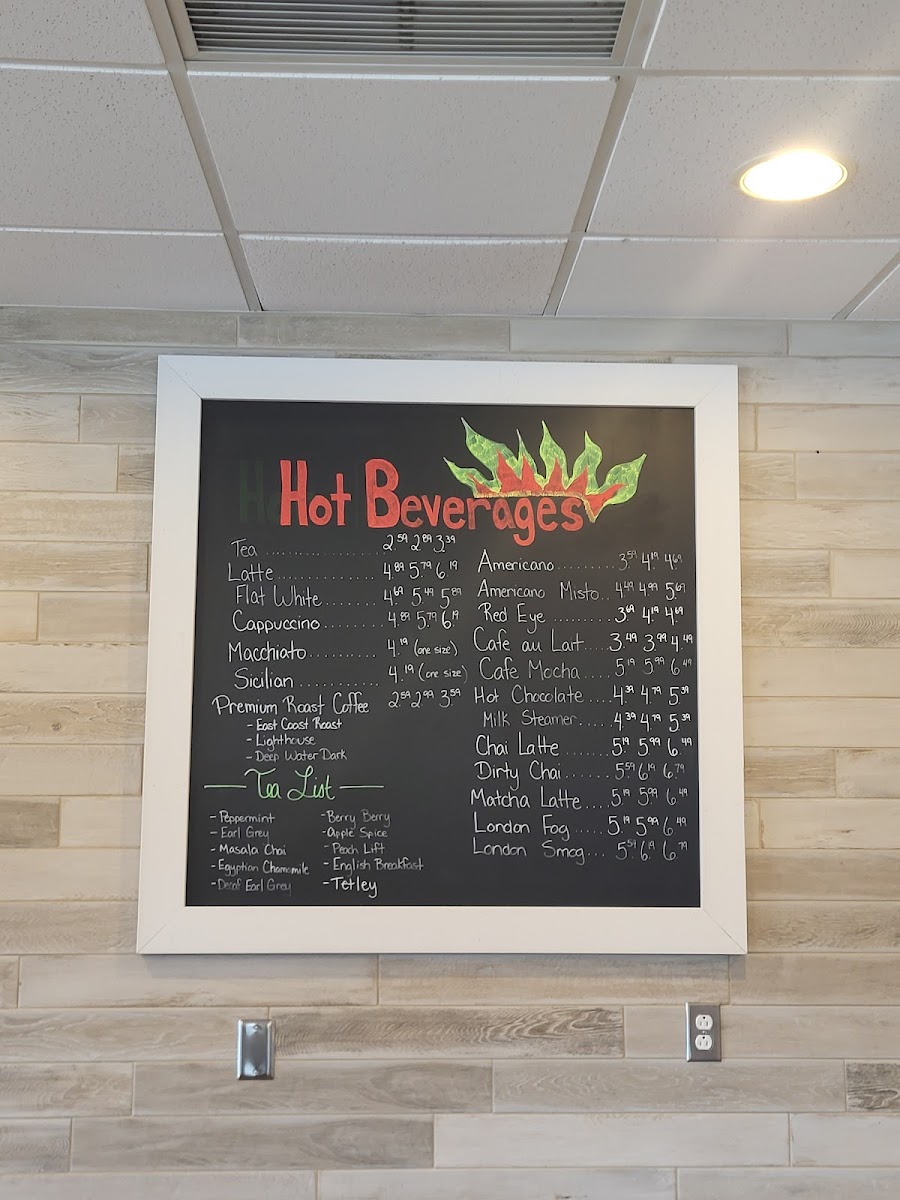 Hot Beverages
Tea.................2.59 2.89 3.39
Latte..............4.89 5.79 6.19
Flat White.......4.69 5.49 5.89
Cappuccino.......4.89 5.79 6.19
Macchiato..........4.19 (one size)
Sicilian...........4.19 (one size)
Premium Roast Coffee 2.59 2.99 3.59
- East Coast Roast
- Lighthouse
- Deep Water Dark
Tea List
- Peppermint
- Earl Grey
- Masala Chai
- Egyptian Chamomile
- Decaf Earl Grey
- Berry Berry
- Apple Spice
- Peach Lift
- English Breakfast
- Tetley
Americano..........3.59 4.19 4.69
Americano Misto..4.49 4.99 5.69
Red Eye.........3.69 4.19 4.69
Cafe au Lait....3.49 3.99 4.49
Cafe Mocha.....5.19 5.99 6.49
Hot Chocolate....4.39 4.79 5.39
Milk Steamer.....4.39 4.79 5.39
Chai Latte.......5.19 5.99 6.49
Dirty Chai......5.59 6.19 6.79
Matcha Latte....5.19 5.99 6.49
London Fog....5.19 5.99 6.49
London Smog...5.59 6.19 6.79